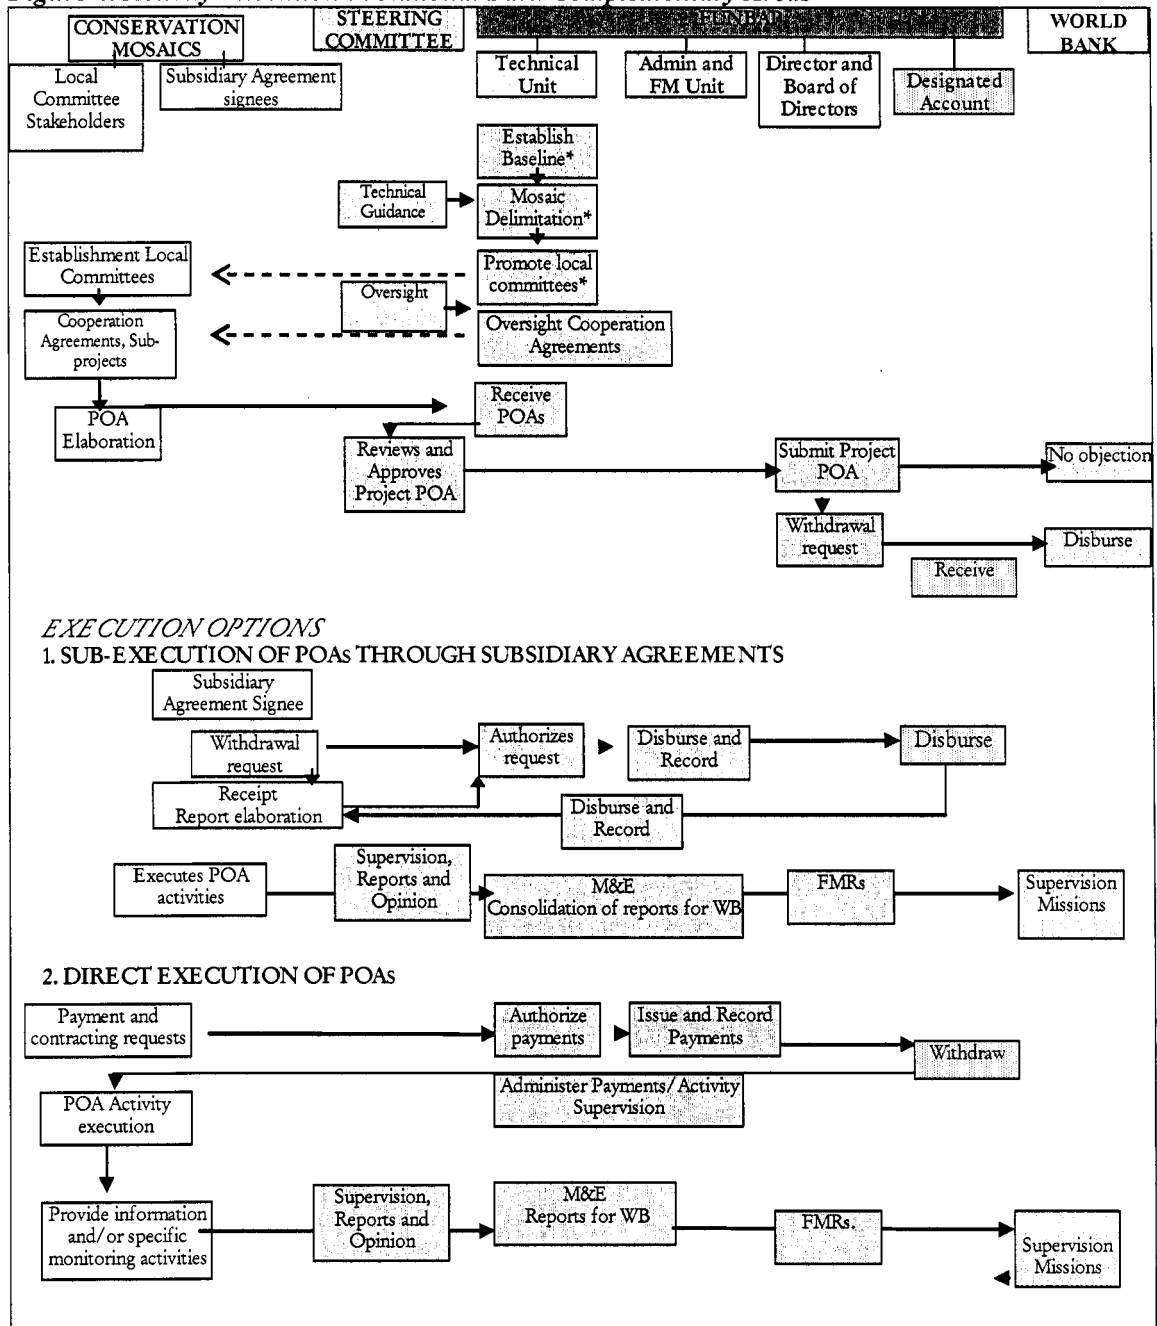 CONSERVATION
MOSAICS
STEERING
COMMITTEE
FUNBAP
WORLD
BANK
Local
Committee
Stakeholders
Subsidiary Agreement
signees
Technical
Unit
Admin and
FM Unit
Director and
Board of
Directors
Designated
Account
Establish
Baseline*
Technical
Guidance
Mosaic
Delimitation*
Establishment Local
Committees
Promote local
committees*
Oversight
Cooperation
Agreements, Sub-
projects
Oversight Cooperation
Agreements
POA
Elaboration
Receive
POAs
Reviews and
Approves
Project POA
Submit Project
POA
No objection
Withdrawal
request
Disburse
Receive
EXECUTION OPTIONS
1. SUB-EXECUTION OF POAs THROUGH SUBSIDIARY AGREEMENTS
Subsidiary
Agreement Signee
Withdrawal
request
Authorizes
request
Disburse and
Record
Disburse
Receipt
Report elaboration
Disburse and
Record
Executes POA
activities
Supervision,
Reports and
Opinion
M&E
Consolidation of reports for WB
FMRs
Supervision
Missions
2. DIRECT EXECUTION OF POAs
Payment and
contracting requests
Authorize
payments
Issue and Record
Payments
Withdraw
Administer Payments/Activity
Supervision
POA Activity
execution
Provide information
and/or specific
monitoring activities
Supervision,
Reports and
Opinion
M&E
Reports for WB
FMRs.
Supervision
Missions